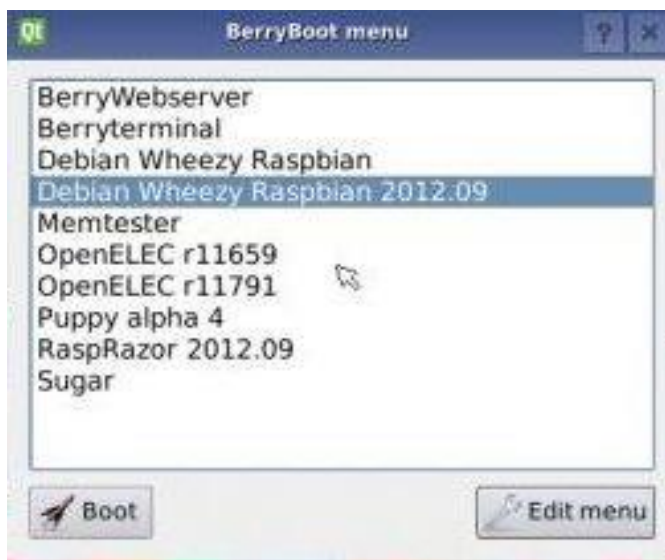 Qt BerryBoot menu ? ×
BerryWebserver
Berryterminal
Debian Wheezy Raspbian
Debian Wheezy Raspbian 2012.09
Memtester
OpenELEC r11659
OpenELEC r11791
Puppy alpha 4
RaspRazor 2012.09
Sugar
Boot
Edit menu